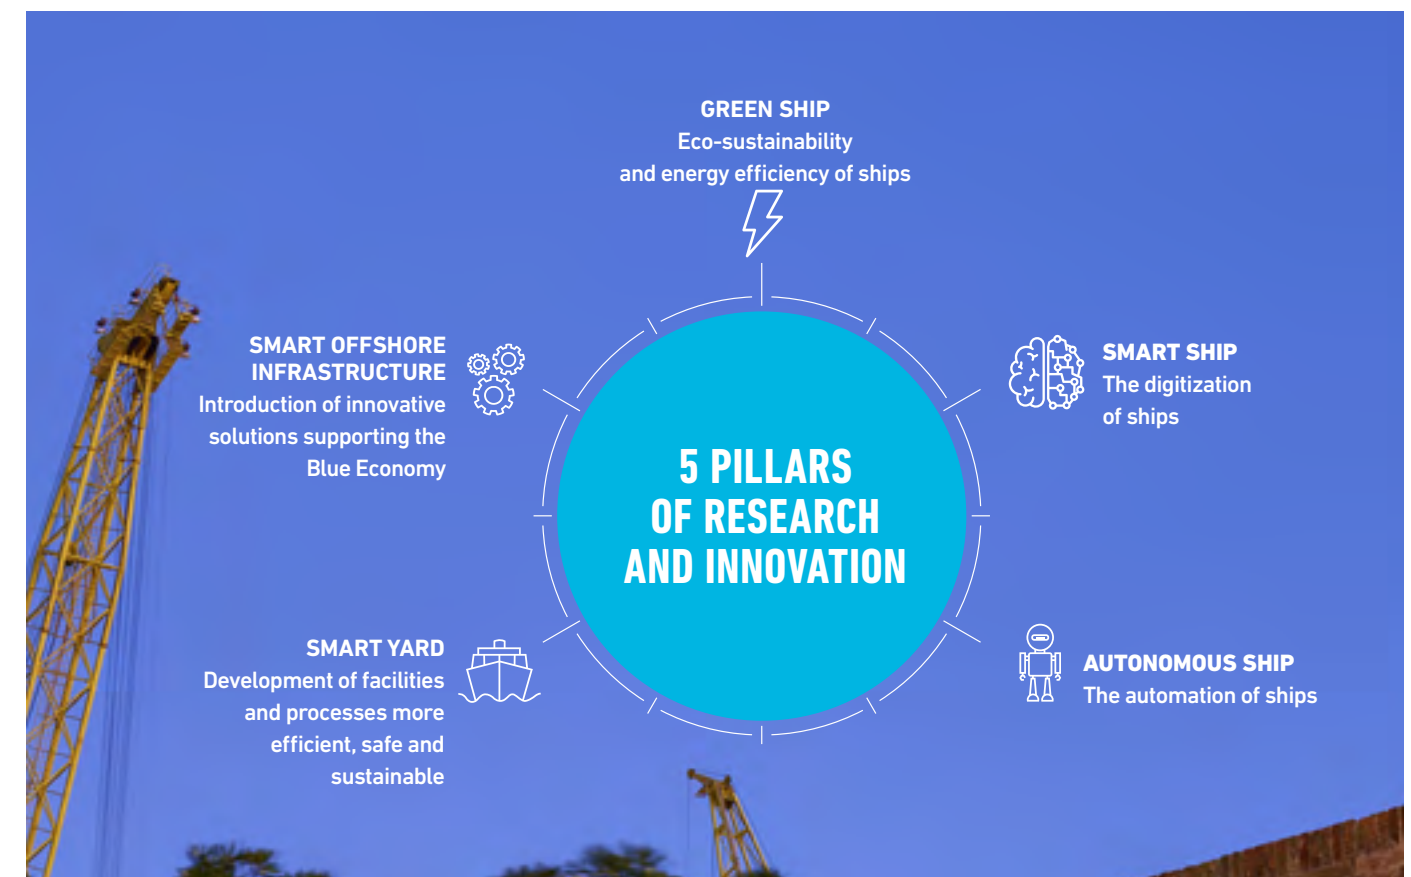 GREEN SHIP
Eco-sustainability
and energy efficiency of ships
SMART SHIP
The digitization
of ships
AUTONOMOUS SHIP
The automation of ships
SMART YARD
Development of facilities
and processes more
efficient, safe and
sustainable
SMART OFFSHORE
INFRASTRUCTURE
Introduction of innovative
solutions supporting the
Blue Economy
5 PILLARS
OF RESEARCH
AND INNOVATION